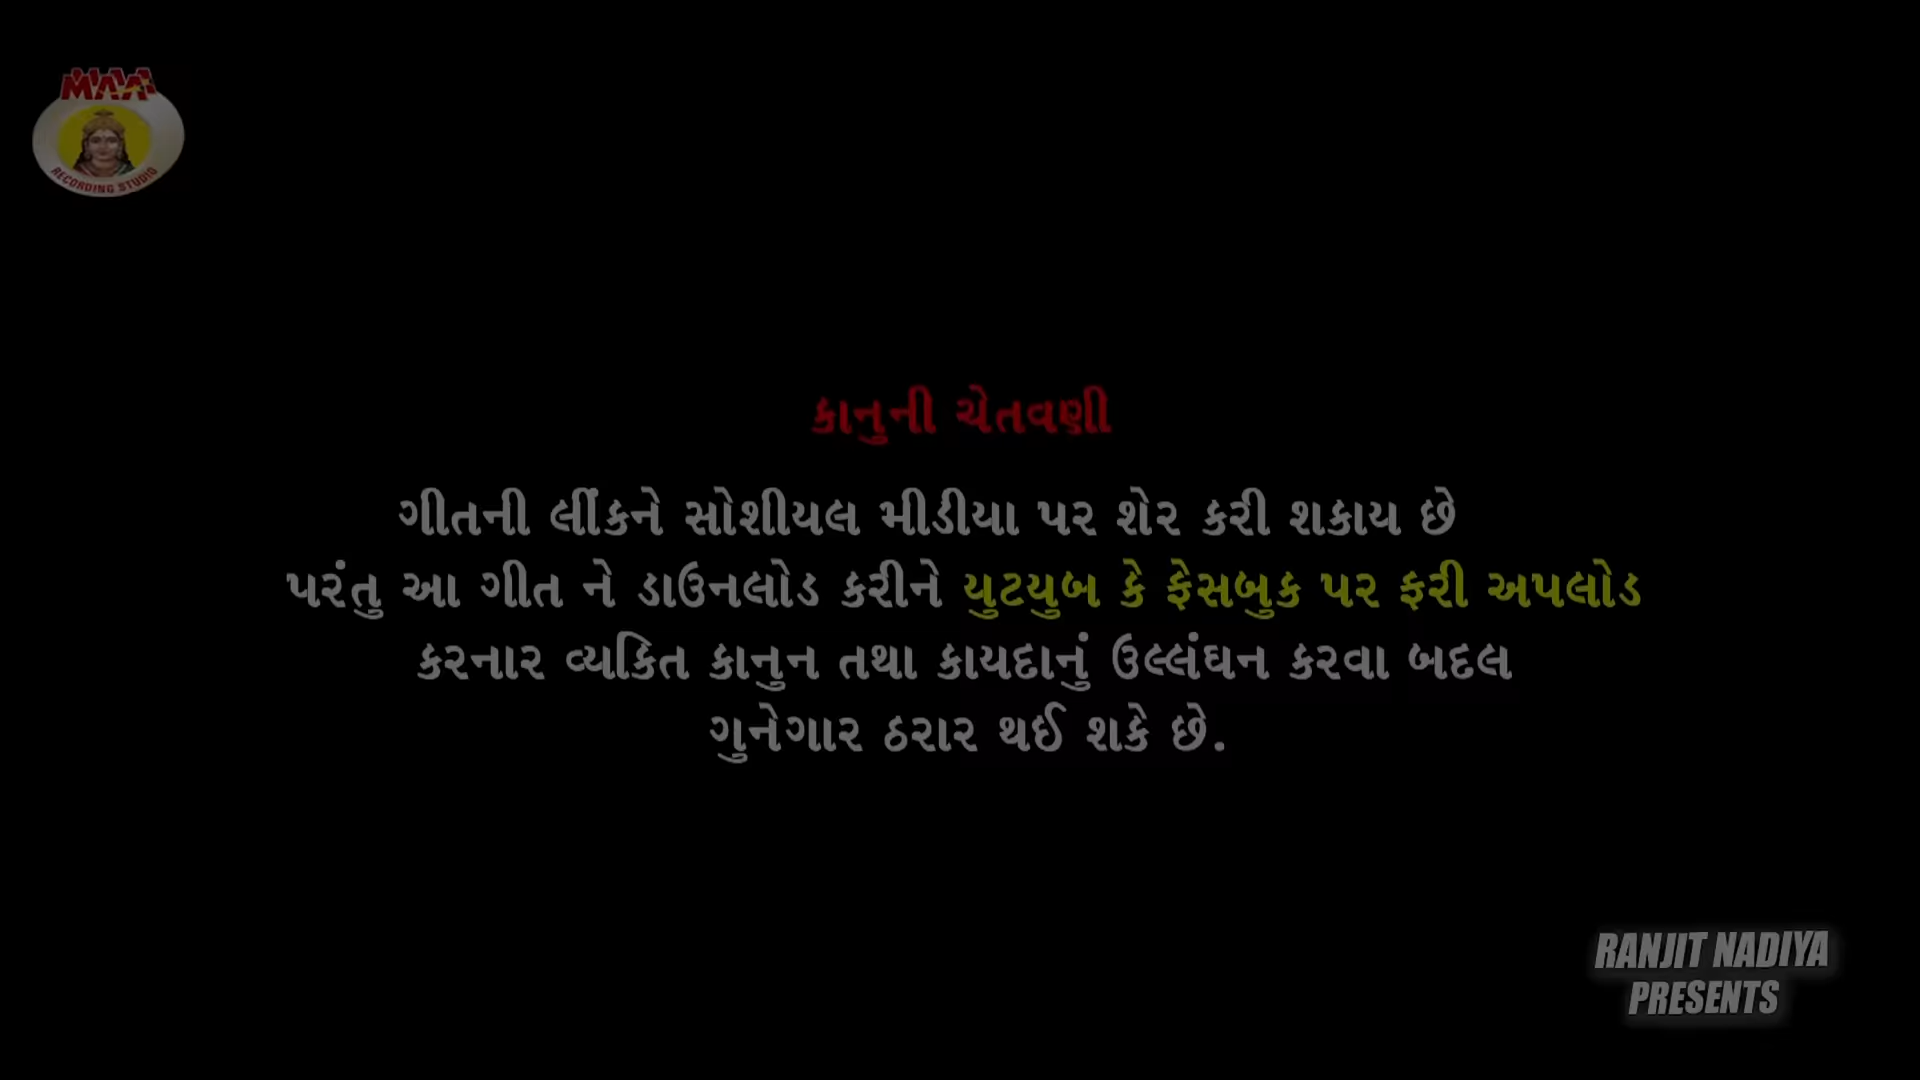 MAA
RECORDING STUDIO
કાનુની ચેતવણી
ગીતની લીંકને સોશીયલ મીડીયા પર શેર કરી શકાય છે
પરંતુ આ ગીત ને ડાઉનલોડ કરીને યુટયુબ કે ફેસબુક પર ફરી અપલોડ
કરનાર વ્યકિત કાનુન તથા કાયદાનું ઉલ્લંઘન કરવા બદલ
ગુનેગાર ઠરાર થઈ શકે છે.
RANJIT NADIYA
PRESENTS